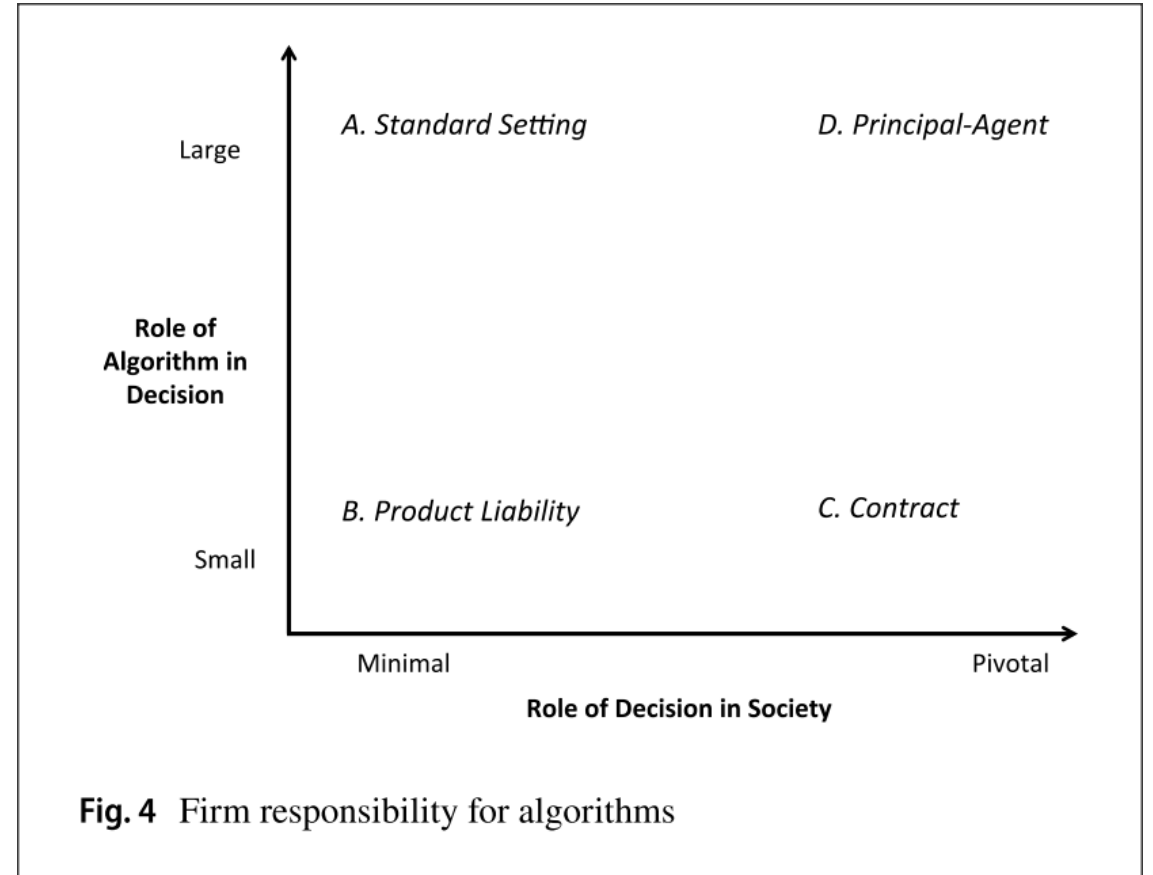 A. Standard Setting
D. Principal-Agent
Large
Role of
Algorithm in
Decision
B. Product Liability
C. Contract
Small
Minimal
Pivotal
Role of Decision in Society
Fig. 4 Firm responsibility for algorithms